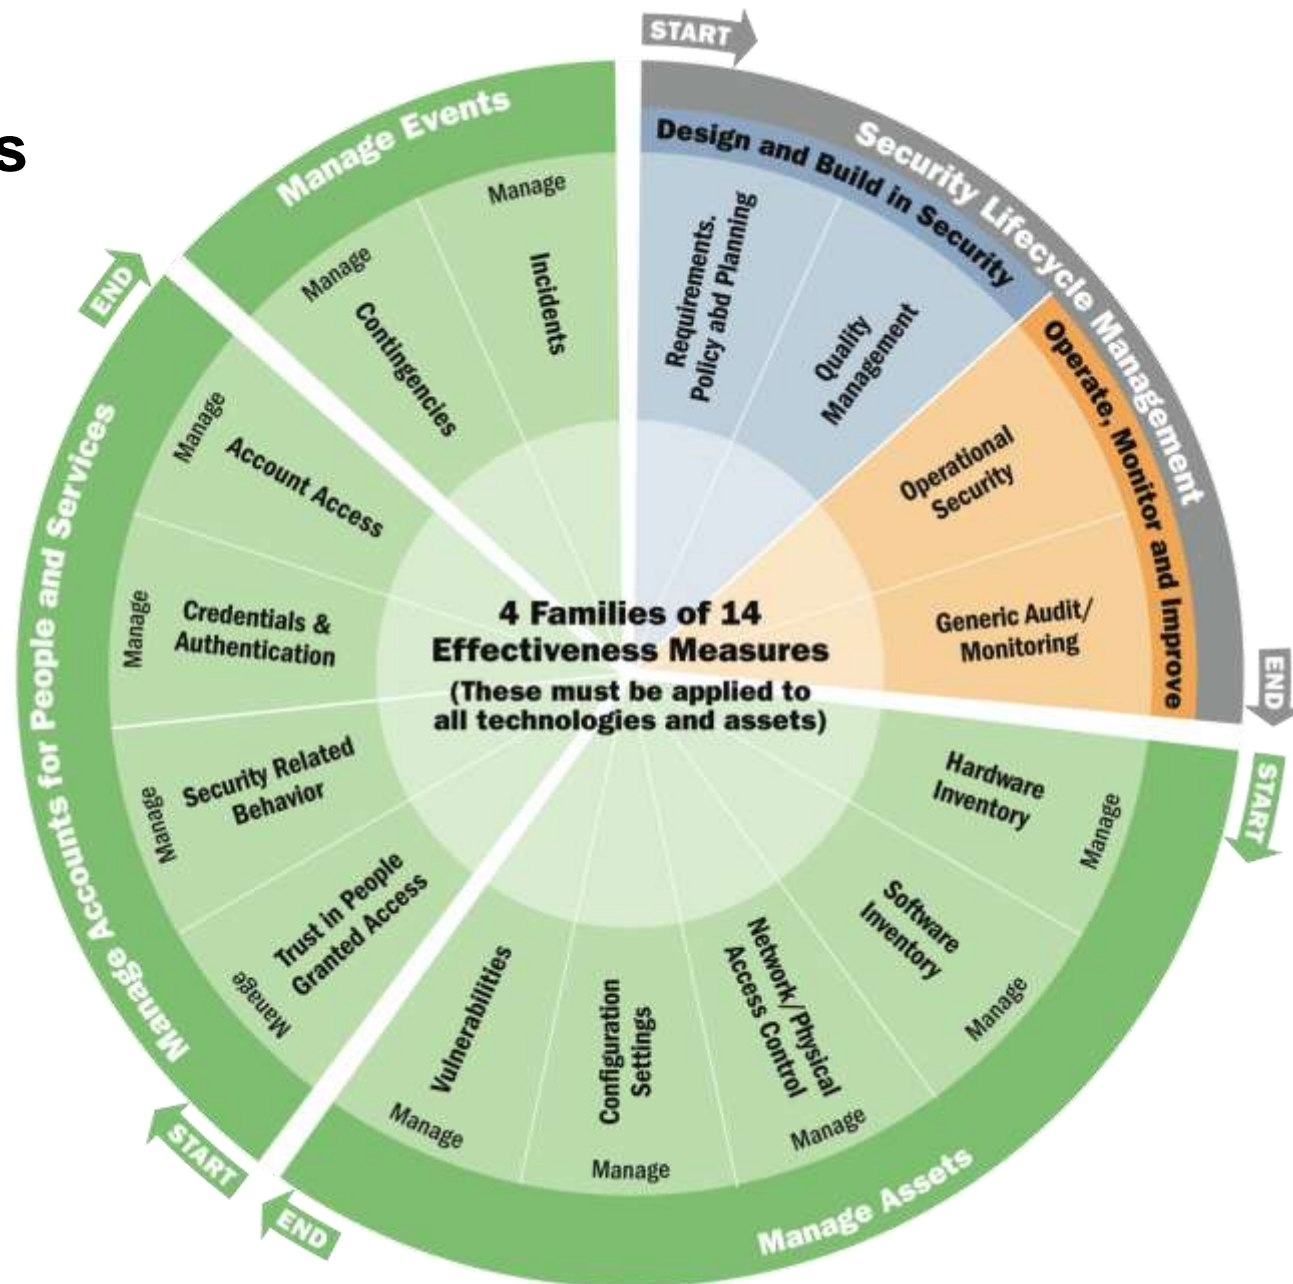 s
START
Security Lifecycle Management
Design and Build in Security
Requirements.
Policy abd Planning
Quality
Management
Operate, Monitor and Improve
Operational
Security
Generic Audit/
Monitoring
END
START
Manage Assets
Hardware
Inventory
Manage
Software
Inventory
Manage
Network/Physical
Access Control
Manage
Configuration
Settings
Manage
Vulnerabilities
Manage
END
START
Manage Accounts for People and Services
Trust in People
Granted Access
Manage
Security Related
Behavior
Manage
Credentials &
Authentication
Manage
Account Access
Manage
END
Manage Events
Manage
Contingencies
Manage
Incidents
4 Families of 14
Effectiveness Measures
(These must be applied to
all technologies and assets)